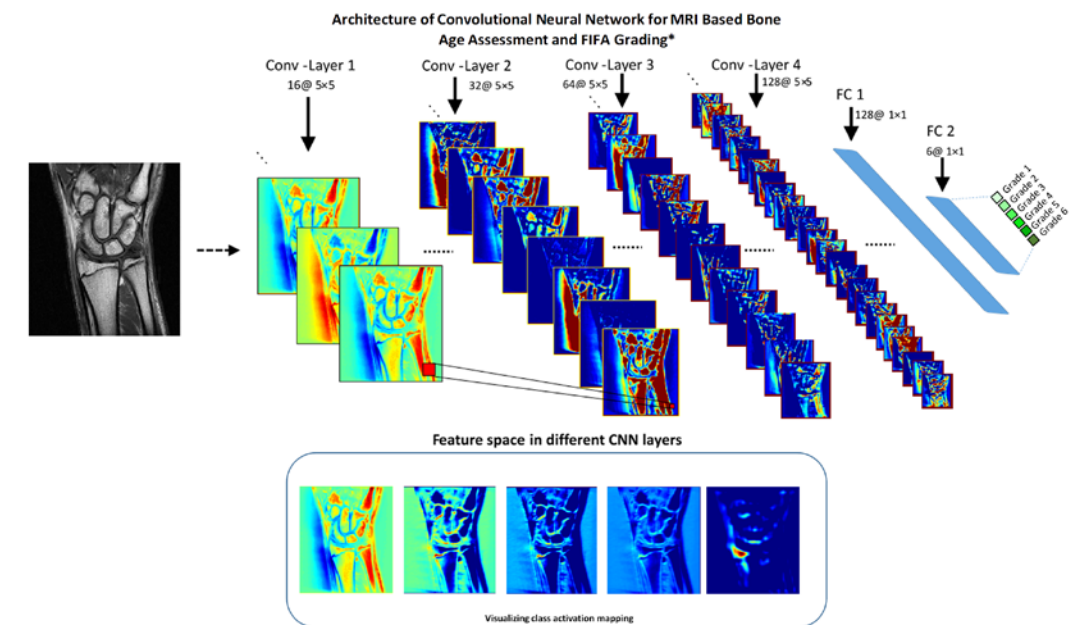 Architecture of Convolutional Neural Network for MRI Based Bone
Age Assessment and FIFA Grading*
Conv -Layer 1
16@ 5×5
Conv -Layer 2
32@ 5×5
Conv -Layer 3
64@ 5×5
Conv -Layer 4
128@ 5×5
FC 1
128@ 1×1
FC 2
6@ 1×1
Grade 1
Grade 2
Grade 3
Grade 4
Grade 5
Grade 6
Feature space in different CNN layers
Visualizing class activation mapping